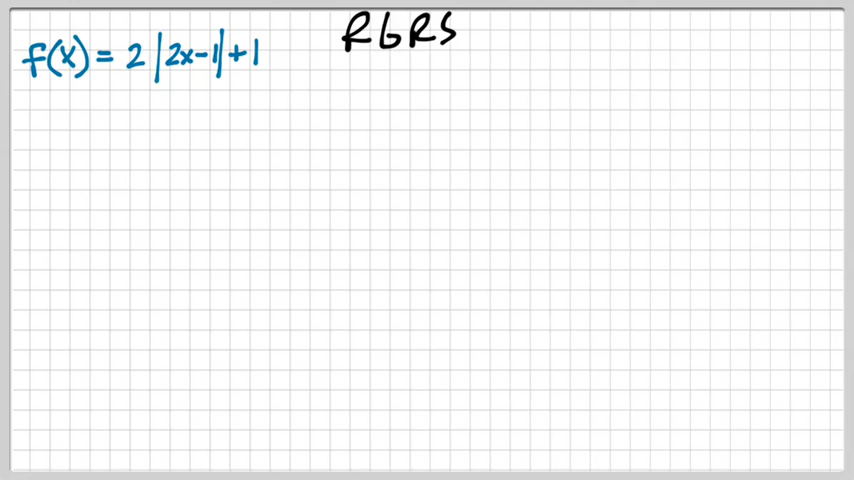 RGRS
f(x) = 2 |2x-1| +1